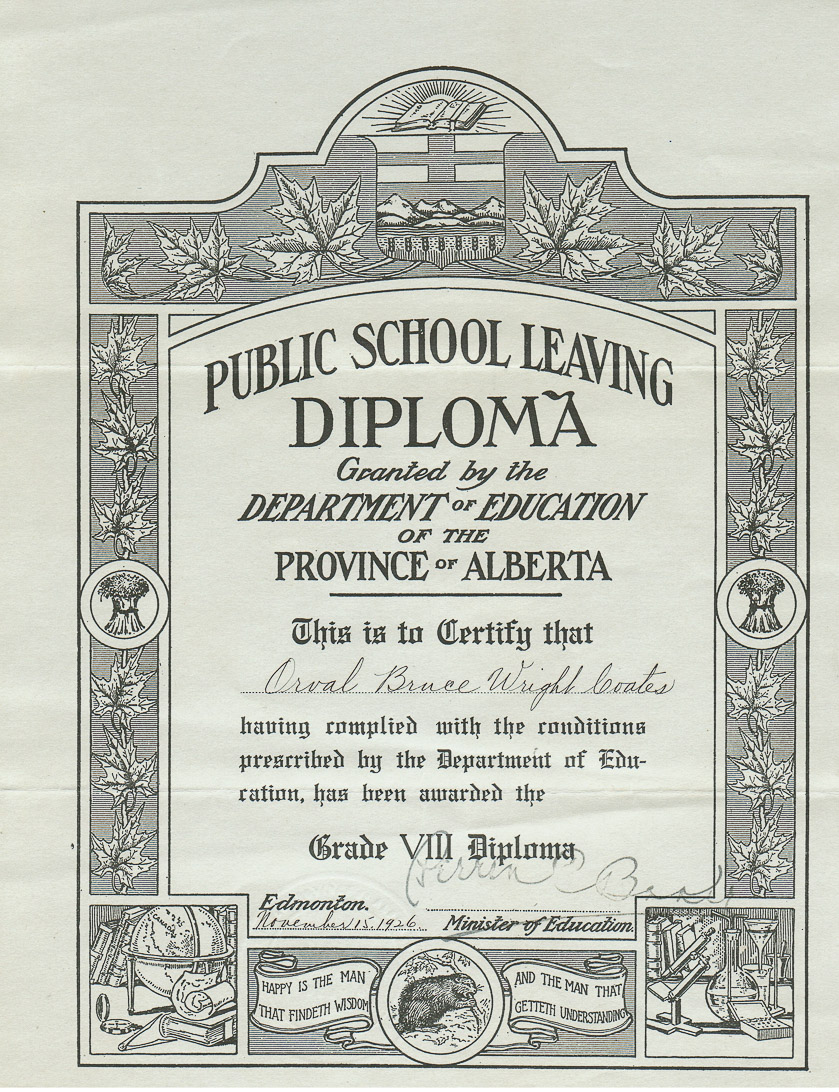 PUBLIC SCHOOL LEAVING
DIPLOMA
Granted by the
DEPARTMENT OF EDUCATION
OF THE
PROVINCE OF ALBERTA
This is to Certify that
Orval Bruce Wright Coates
having complied with the conditions
prescribed by the Department of Edu-
cation, has been awarded the
Grade VIII Diploma
Edmonton.
November 15. 1926.
Minister of Education.
HAPPY IS THE MAN
THAT FINDETH WISDOM
AND THE MAN THAT
GETTETH UNDERSTANDING